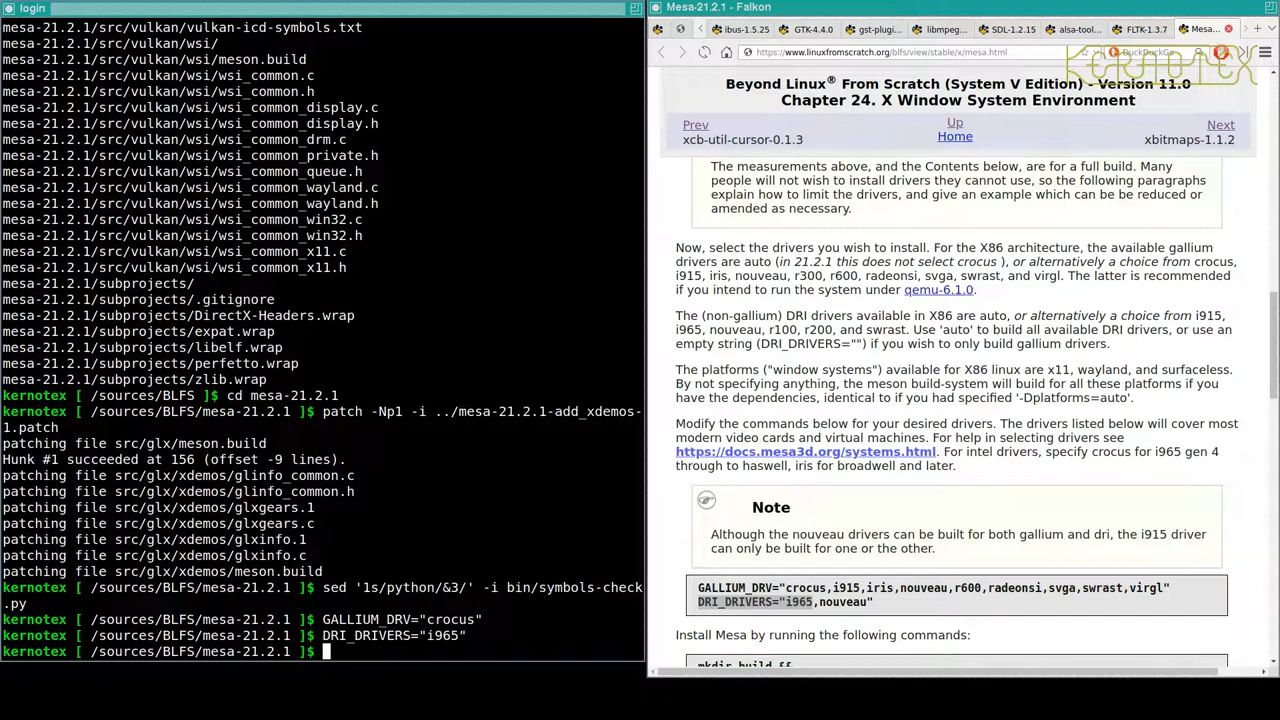 login
mesa-21.2.1/src/vulkan/vulkan-icd-symbols.txt
mesa-21.2.1/src/vulkan/wsi/
mesa-21.2.1/src/vulkan/wsi/meson.build
mesa-21.2.1/src/vulkan/wsi/wsi_common.c
mesa-21.2.1/src/vulkan/wsi/wsi_common.h
mesa-21.2.1/src/vulkan/wsi/wsi_common_display.c
mesa-21.2.1/src/vulkan/wsi/wsi_common_display.h
mesa-21.2.1/src/vulkan/wsi/wsi_common_drm.c
mesa-21.2.1/src/vulkan/wsi/wsi_common_private.h
mesa-21.2.1/src/vulkan/wsi/wsi_common_queue.h
mesa-21.2.1/src/vulkan/wsi/wsi_common_wayland.c
mesa-21.2.1/src/vulkan/wsi/wsi_common_wayland.h
mesa-21.2.1/src/vulkan/wsi/wsi_common_win32.c
mesa-21.2.1/src/vulkan/wsi/wsi_common_win32.h
mesa-21.2.1/src/vulkan/wsi/wsi_common_x11.c
mesa-21.2.1/src/vulkan/wsi/wsi_common_x11.h
mesa-21.2.1/subprojects/
mesa-21.2.1/subprojects/.gitignore
mesa-21.2.1/subprojects/DirectX-Headers.wrap
mesa-21.2.1/subprojects/expat.wrap
mesa-21.2.1/subprojects/libelf.wrap
mesa-21.2.1/subprojects/perfetto.wrap
mesa-21.2.1/subprojects/zlib.wrap
kernotex [ /sources/BLFS ]$ cd mesa-21.2.1
kernotex [ /sources/BLFS/mesa-21.2.1 ]$ patch -Np1 -i ../mesa-21.2.1-add_xdemos-
1.patch
patching file src/glx/meson.build
Hunk #1 succeeded at 156 (offset -9 lines).
patching file src/glx/xdemos/glinfo_common.c
patching file src/glx/xdemos/glinfo_common.h
patching file src/glx/xdemos/glxgears.1
patching file src/glx/xdemos/glxgears.c
patching file src/glx/xdemos/glxinfo.1
patching file src/glx/xdemos/glxinfo.c
patching file src/glx/xdemos/meson.build
kernotex [ /sources/BLFS/mesa-21.2.1 ]$ sed '1s/python/&3/' -i bin/symbols-check
.py
kernotex [ /sources/BLFS/mesa-21.2.1 ]$ GALLIUM_DRV="crocus"
kernotex [ /sources/BLFS/mesa-21.2.1 ]$ DRI_DRIVERS="i965"
kernotex [ /sources/BLFS/mesa-21.2.1 ]$
Mesa-21.2.1 - Falkon
ibus-1.5.25 GTK-4.4.0 gst-plugi... libmpeg... SDL-1.2.15 alsa-tool... FLTK-1.3.7 Mesa...
https://www.linuxfromscratch.org/blfs/view/stable/x/mesa.html DuckDuckGo
KERNOTEX
Beyond Linux® From Scratch (System V Edition) - Version 11.0
Chapter 24. X Window System Environment
Prev Up Next
xcb-util-cursor-0.1.3 Home xbitmaps-1.1.2
The measurements above, and the Contents below, are for a full build. Many
people will not wish to install drivers they cannot use, so the following paragraphs
explain how to limit the drivers, and give an example which can be be reduced or
amended as necessary.
Now, select the drivers you wish to install. For the X86 architecture, the available gallium
drivers are auto (in 21.2.1 this does not select crocus ), or alternatively a choice from crocus,
i915, iris, nouveau, r300, r600, radeonsi, svga, swrast, and virgl. The latter is recommended
if you intend to run the system under qemu-6.1.0.
The (non-gallium) DRI drivers available in X86 are auto, or alternatively a choice from i915,
i965, nouveau, r100, r200, and swrast. Use 'auto' to build all available DRI drivers, or use an
empty string (DRI_DRIVERS="") if you wish to only build gallium drivers.
The platforms ("window systems") available for X86 linux are x11, wayland, and surfaceless.
By not specifying anything, the meson build-system will build for all these platforms if you
have the dependencies, identical to if you had specified '-Dplatforms=auto'.
Modify the commands below for your desired drivers. The drivers listed below will cover most
modern video cards and virtual machines. For help in selecting drivers see
https://docs.mesa3d.org/systems.html. For intel drivers, specify crocus for i965 gen 4
through to haswell, iris for broadwell and later.
Note
Although the nouveau drivers can be built for both gallium and dri, the i915 driver
can only be built for one or the other.
GALLIUM_DRV="crocus,i915,iris,nouveau,r600,radeonsi,svga,swrast,virgl"
DRI_DRIVERS="i965,nouveau"
Install Mesa by running the following commands:
mkdir build &&